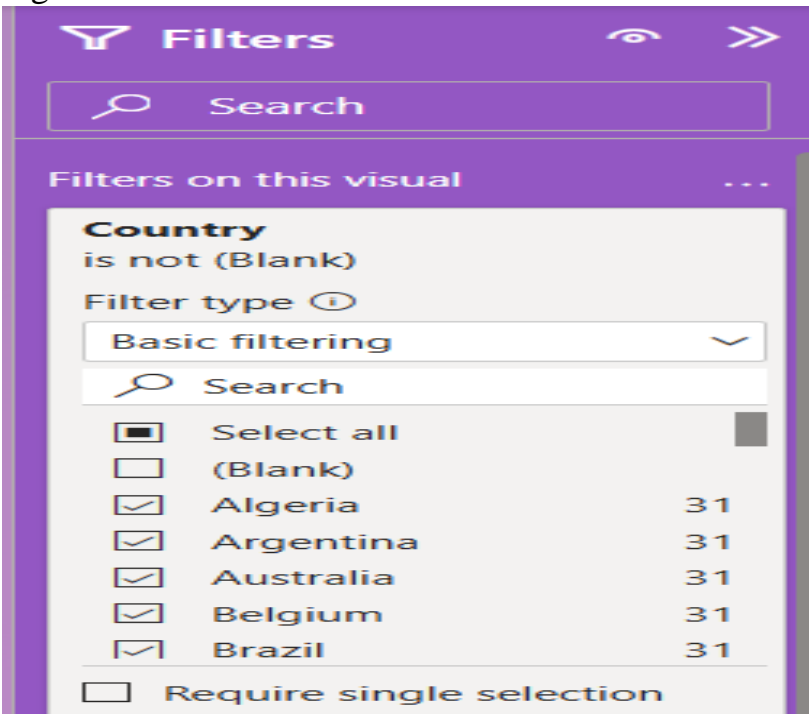 Filters
Search
Filters on this visual ...
Country
is not (Blank)
Filter type
Basic filtering
Search
Select all
(Blank)
Algeria 31
Argentina 31
Australia 31
Belgium 31
Brazil 31
Require single selection